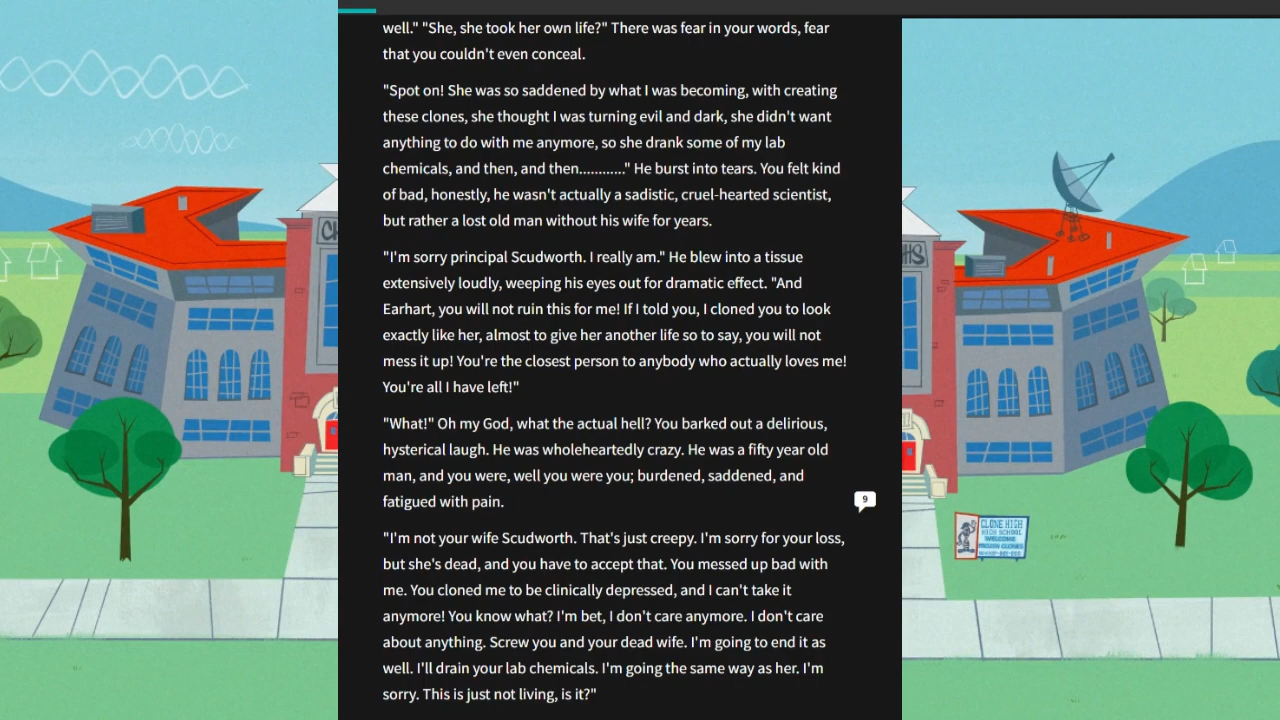 well." "She, she took her own life?" There was fear in your words, fear
that you couldn't even conceal.
"Spot on! She was so saddened by what I was becoming, with creating
these clones, she thought I was turning evil and dark, she didn't want
anything to do with me anymore, so she drank some of my lab
chemicals, and then, and then............" He burst into tears. You felt kind
of bad, honestly, he wasn't actually a sadistic, cruel-hearted scientist,
but rather a lost old man without his wife for years.
"I'm sorry principal Scudworth. I really am." He blew into a tissue
extensively loudly, weeping his eyes out for dramatic effect. "And
Earhart, you will not ruin this for me! If I told you, I cloned you to look
exactly like her, almost to give her another life so to say, you will not
mess it up! You're the closest person to anybody who actually loves me!
You're all I have left!"
"What!" Oh my God, what the actual hell? You barked out a delirious,
hysterical laugh. He was wholeheartedly crazy. He was a fifty year old
man, and you were, well you were you; burdened, saddened, and
fatigued with pain.
9
"I'm not your wife Scudworth. That's just creepy. I'm sorry for your loss,
but she's dead, and you have to accept that. You messed up bad with
me. You cloned me to be clinically depressed, and I can't take it
anymore! You know what? I'm bet, I don't care anymore. I don't care
about anything. Screw you and your dead wife. I'm going to end it as
well. I'll drain your lab chemicals. I'm going the same way as her. I'm
sorry. This is just not living, is it?"
CLONE HIGH
HIGH SCHOOL
WELCOME